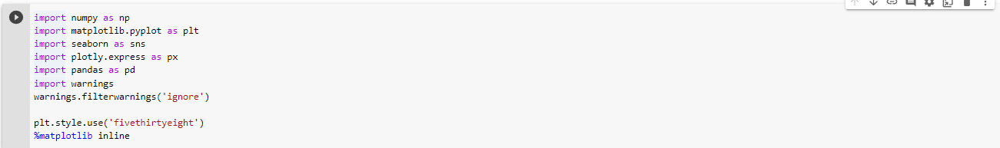 import numpy as np
import matplotlib.pyplot as plt
import seaborn as sns
import plotly.express as px
import pandas as pd
import warnings
warnings.filterwarnings('ignore')
plt.style.use('fivethirtyeight')
%matplotlib inline